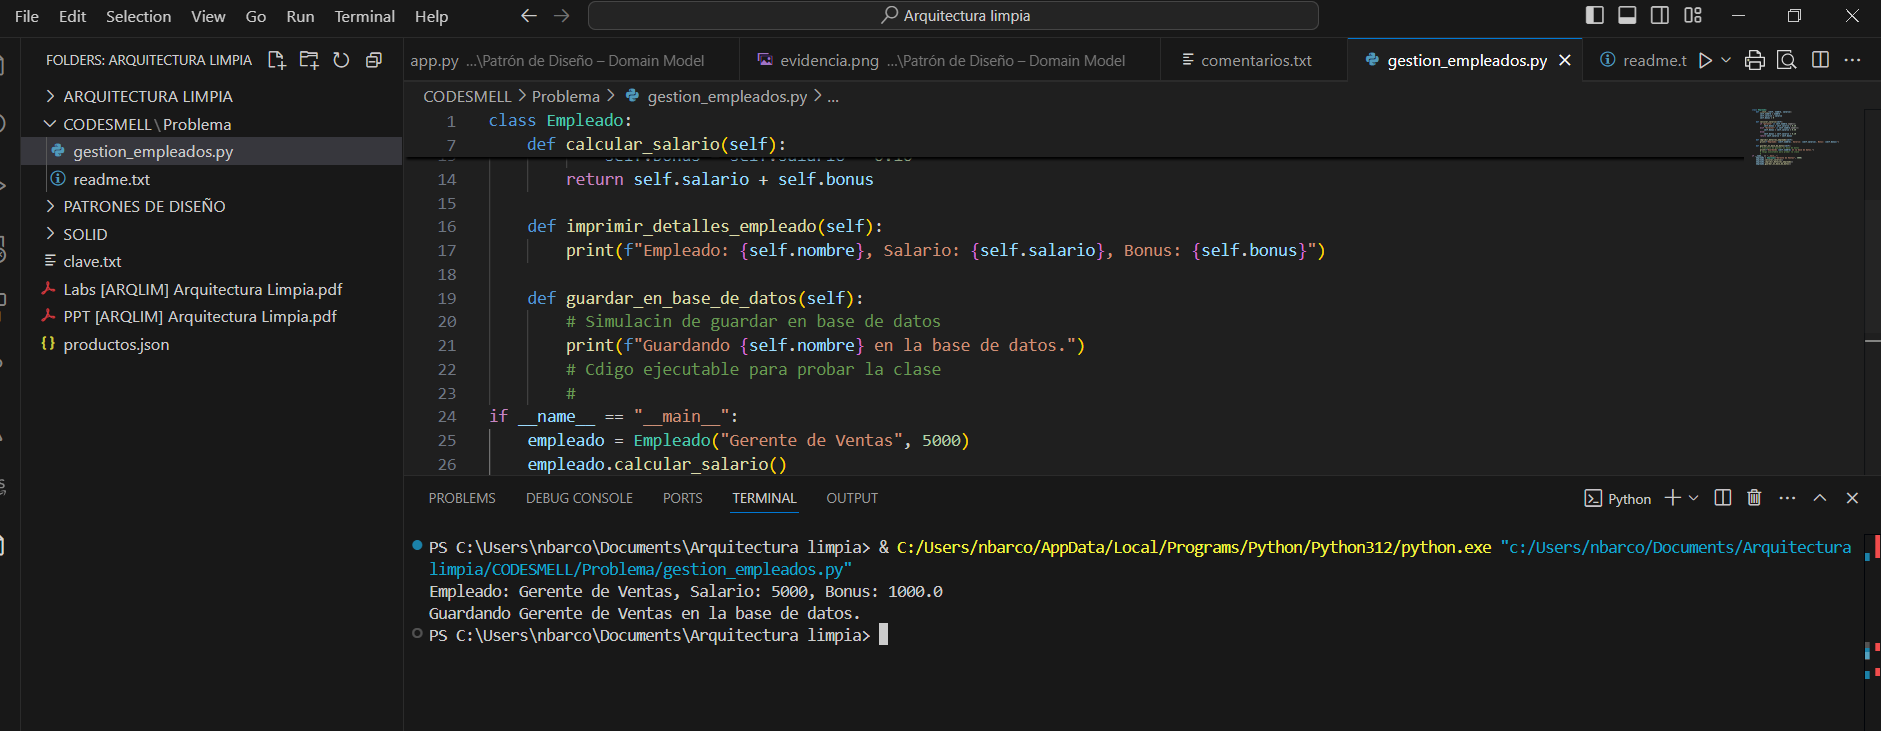 File Edit Selection View Go Run Terminal Help
Arquitectura limpia
FOLDERS: ARQUITECTURA LIMPIA
ARQUITECTURA LIMPIA
CODESMELL \ Problema
gestion_empleados.py
readme.txt
PATRONES DE DISEÑO
SOLID
clave.txt
Labs [ARQLIM] Arquitectura Limpia.pdf
PPT [ARQLIM] Arquitectura Limpia.pdf
productos.json
app.py ...\Patrón de Diseño – Domain Model
evidencia.png ...\Patrón de Diseño – Domain Model
comentarios.txt
gestion_empleados.py
readme.t
CODESMELL > Problema > gestion_empleados.py > ...
1 class Empleado:
7 def calcular_salario(self):
14 return self.salario + self.bonus
15
16 def imprimir_detalles_empleado(self):
17 print(f"Empleado: {self.nombre}, Salario: {self.salario}, Bonus: {self.bonus}")
18
19 def guardar_en_base_de_datos(self):
20 # Simulacin de guardar en base de datos
21 print(f"Guardando {self.nombre} en la base de datos.")
22 # Cdigo ejecutable para probar la clase
23 #
24 if __name__ == "__main__":
25 empleado = Empleado("Gerente de Ventas", 5000)
26 empleado.calcular_salario()
PROBLEMS DEBUG CONSOLE PORTS TERMINAL OUTPUT
Python
PS C:\Users\nbarco\Documents\Arquitectura limpia> & C:/Users/nbarco/AppData/Local/Programs/Python/Python312/python.exe "c:/Users/nbarco/Documents/Arquitectura
limpia/CODESMELL/Problema/gestion_empleados.py"
Empleado: Gerente de Ventas, Salario: 5000, Bonus: 1000.0
Guardando Gerente de Ventas en la base de datos.
PS C:\Users\nbarco\Documents\Arquitectura limpia>